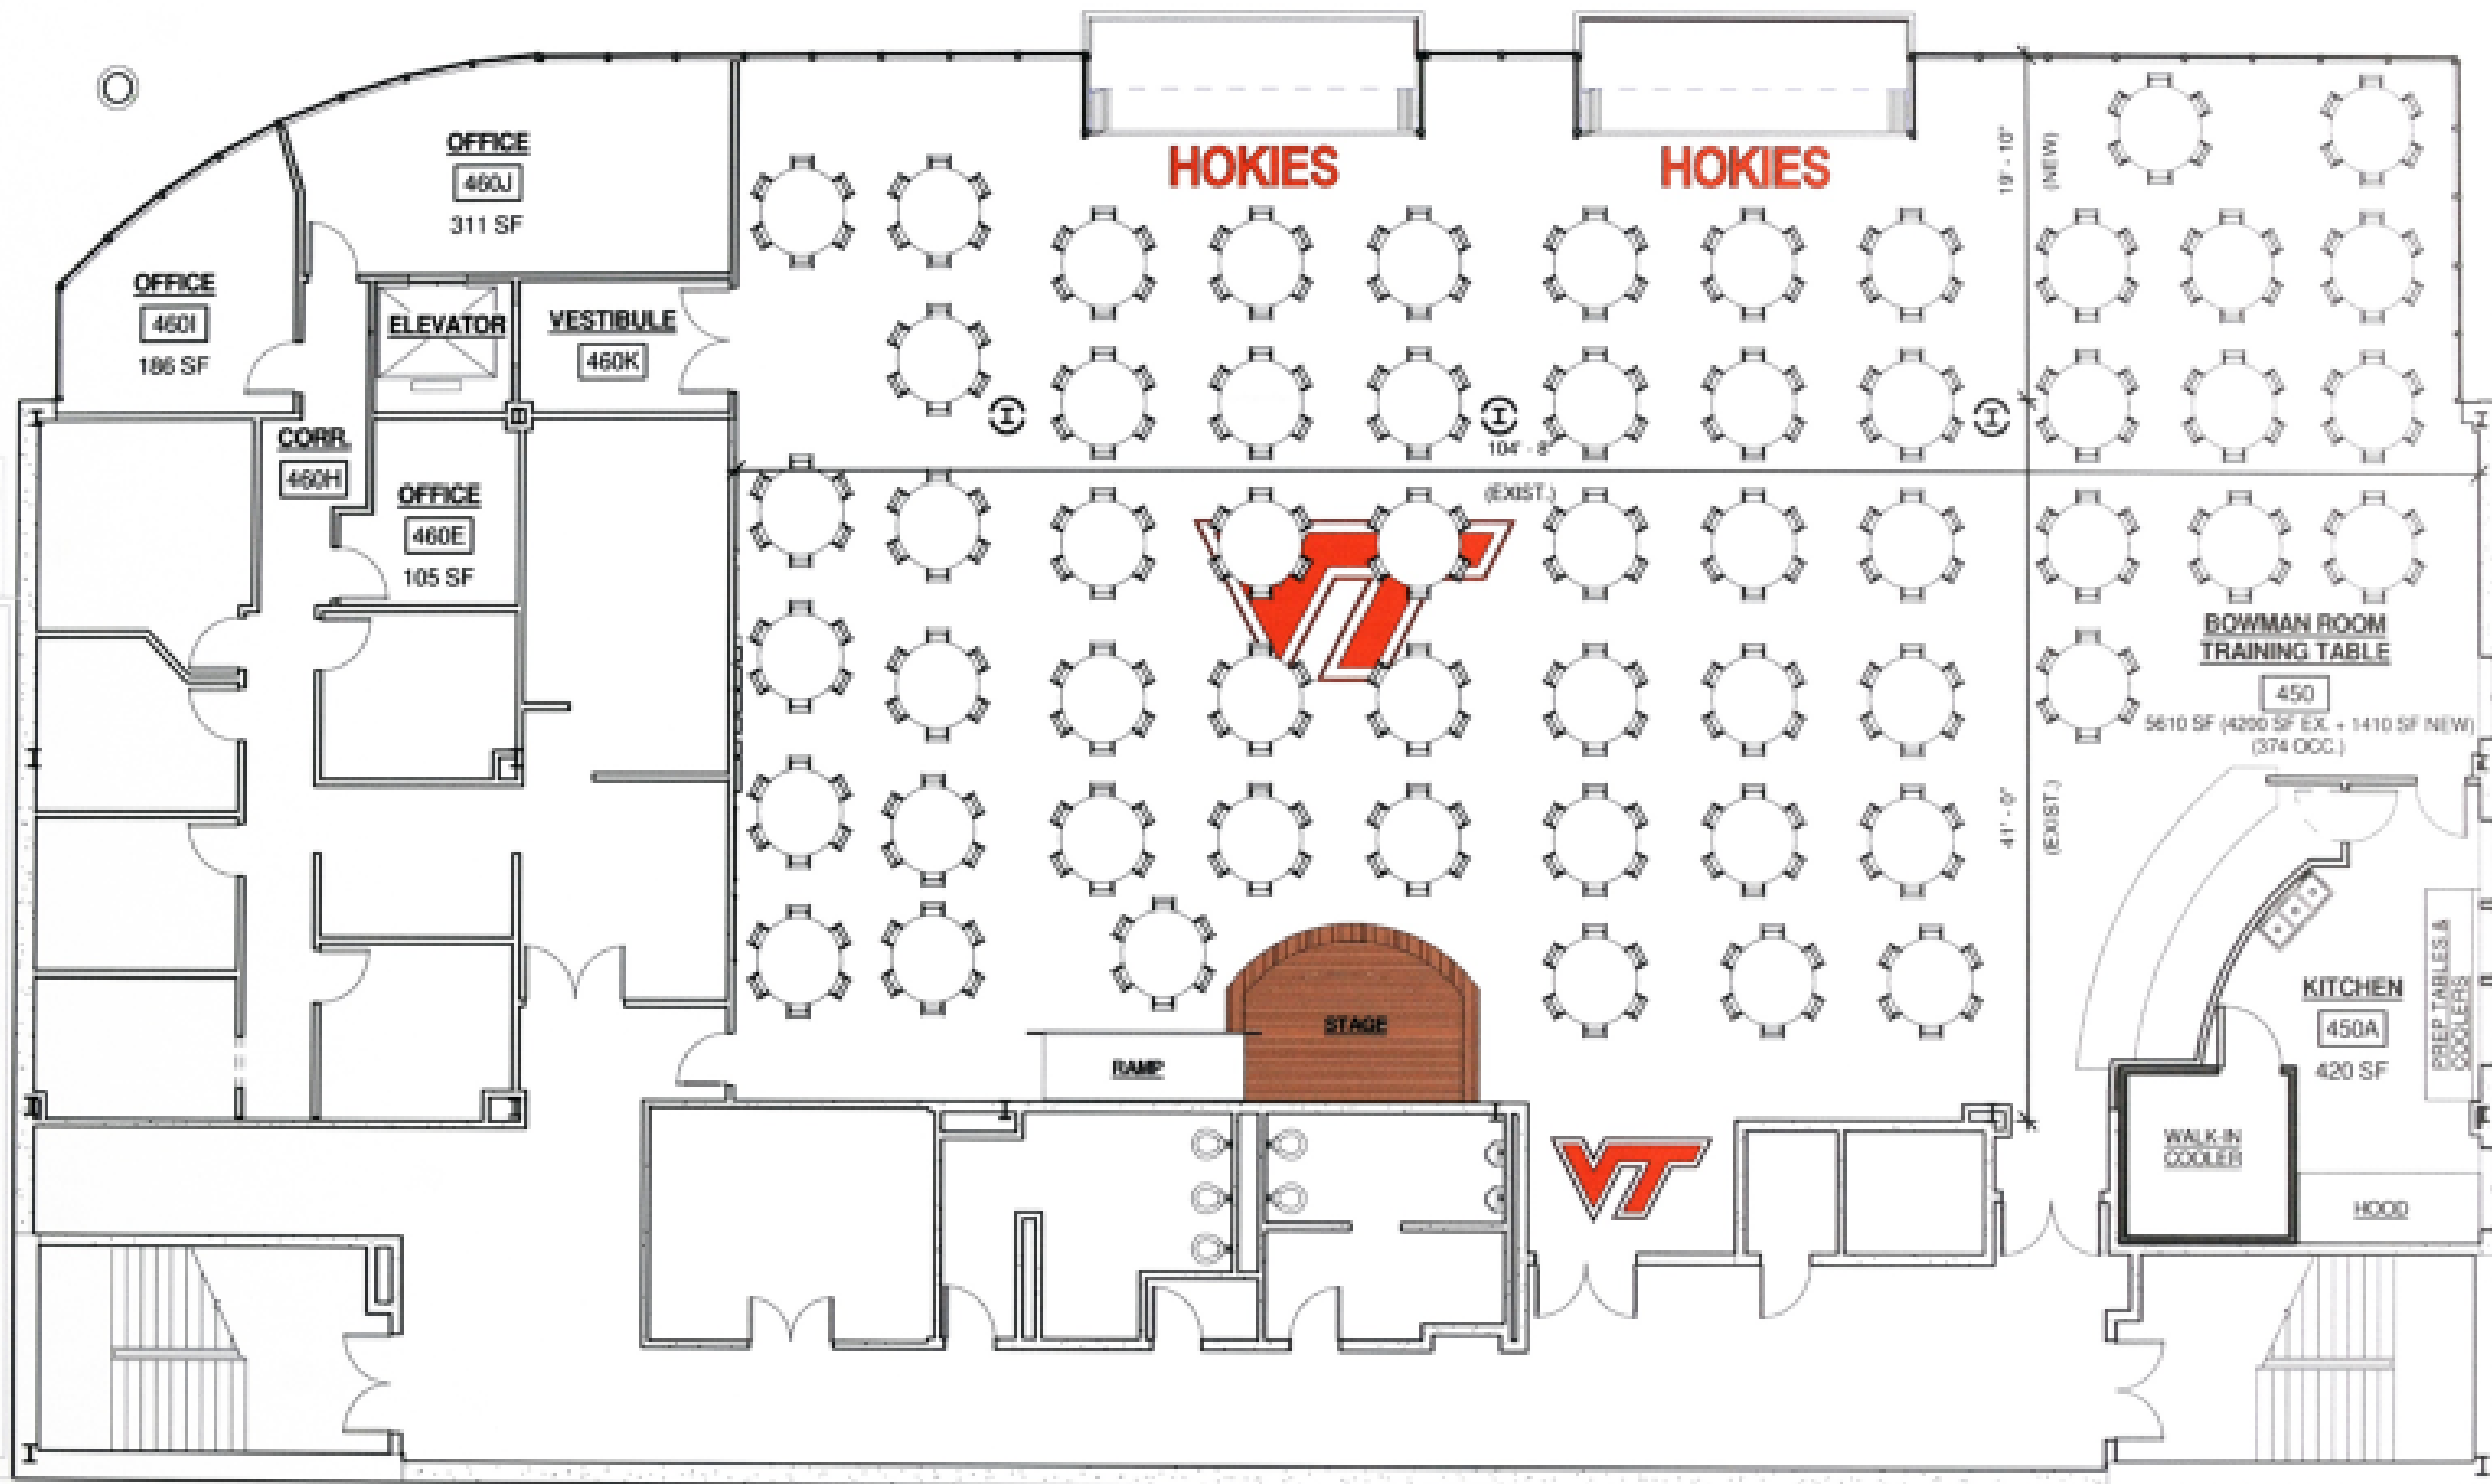 OFFICE
460J
311 SF
HOKIES
HOKIES
19' - 10"
(NEW)
OFFICE
460I
186 SF
ELEVATOR
VESTIBULE
460K
CORR.
460H
OFFICE
460E
105 SF
104' - 8"
(EXIST.)
VT
BOWMAN ROOM
TRAINING TABLE
450
5610 SF (4200 SF EX. + 1410 SF NEW)
(374 OCC.)
41' - 0"
(EXIST.)
STAGE
RAMP
KITCHEN
450A
420 SF
PREP TABLES &
COOLERS
WALK-IN
COOLER
HOOD
VT